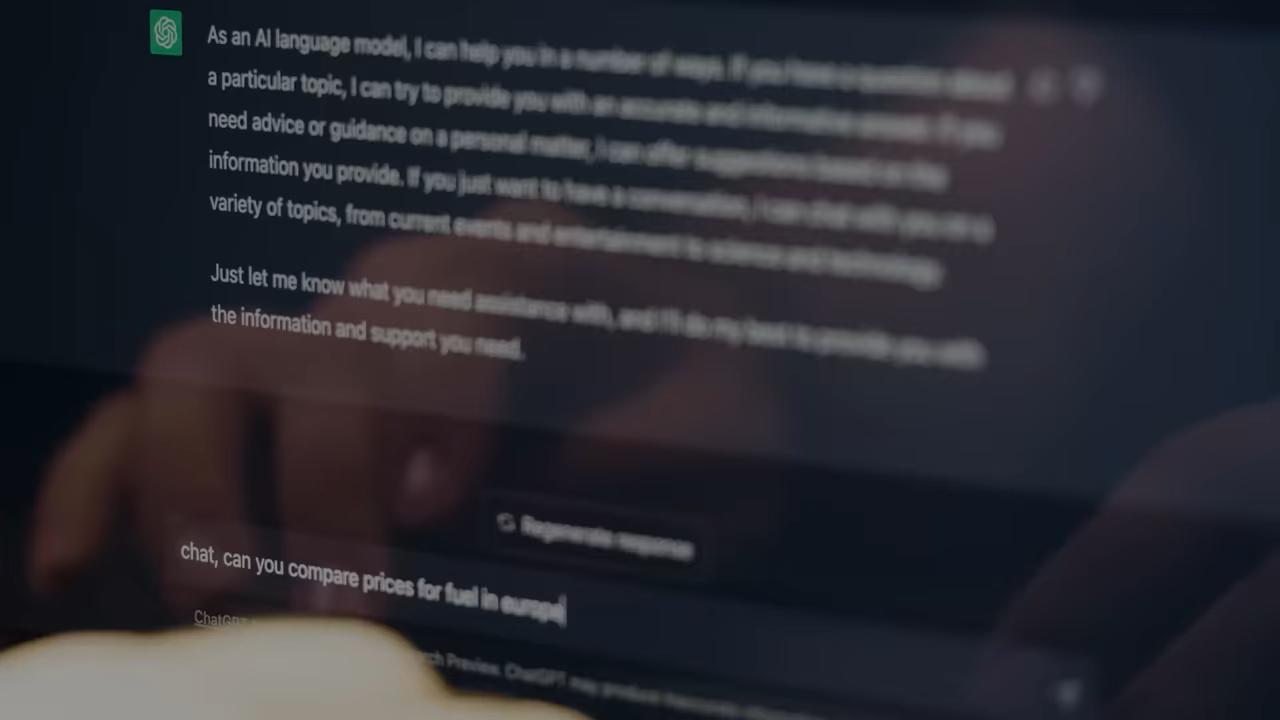 As an AI language model, I can help you in a number of ways. If you have a question about
a particular topic, I can try to provide you with an accurate and informative answer. If you
need advice or guidance on a personal matter, I can offer suggestions based on the
information you provide. If you just want to have a conversation, I can chat with you on a
variety of topics, from current events and entertainment to science and technology.
Just let me know what you need assistance with, and I'll do my best to provide you with
the information and support you need.
Regenerate response
chat, can you compare prices for fuel in europe
ChatGPT
Preview. ChatGPT may produce